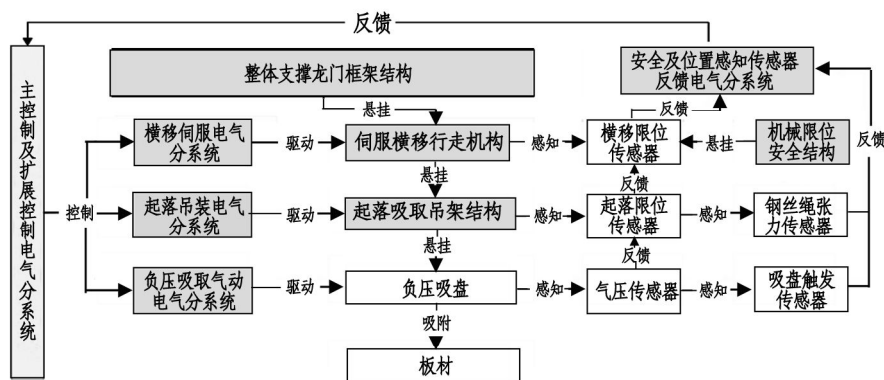 反馈
整体支撑龙门框架结构
安全及位置感知传感器
反馈电气分系统
悬挂
反馈
主控制及扩展控制电气分系统
横移伺服电气
分系统
驱动
伺服横移行走机构
感知
横移限位
传感器
悬挂
机械限位
安全结构
反馈
悬挂
反馈
控制
起落吊装电气
分系统
驱动
起落吸取吊架结构
感知
起落限位
传感器
感知
钢丝绳张
力传感器
悬挂
反馈
负压吸取气动
电气分系统
驱动
负压吸盘
感知
气压传感器
感知
吸盘触发
传感器
吸附
板材